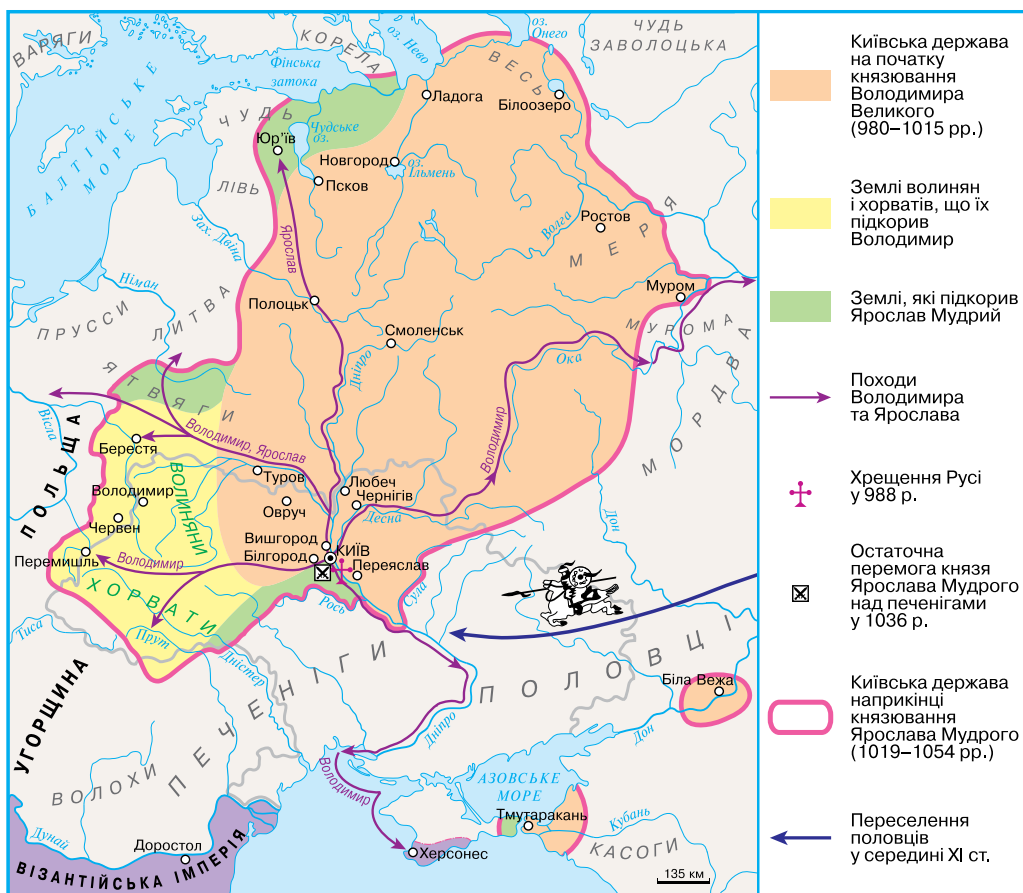 ВАРЯГИ
КОРЕЛА
оз. Нево
оз.
Онего
ЧУДЬ
ЗАВОЛОЦЬКА
Фінська
затока
ВЕСЬ
Ладога
Білоозеро
БАЛТІЙСЬКЕ
МОРЕ
ЧУДЬ
Чудське
оз.
Юр'їв
Новгород
оз.
Ільмень
ЛІВЬ
Псков
Ростов
Волга
МЕРЯ
Зах. Двіна
Ярослав
Німан
Полоцьк
Муром
ПРУССИ
ЛИТВА
Смоленськ
МУРОМА
Дніпро
Ока
МОРДВА
ЯТВЯГИ
Вісла
ПОЛЬЩА
Володимир, Ярослав
Володимир
Берестя
Туров
Любеч
Чернігів
ВОЛИНЯНИ
Володимир
Овруч
Десна
Дон
Червен
Вишгород
КИЇВ
Білгород
Переяслав
Перемишль
Володимир
ХОРВАТИ
Рось
Сула
Тиса
Прут
Дністер
ПЕЧЕНІГИ
ПОЛОВЦІ
Біла Вежа
УГОРЩИНА
Дніпро
Дон
ВОЛОХИ
Володимир
АЗОВСЬКЕ
МОРЕ
Тмутаракань
Кубань
Дунай
Доростол
Херсонес
КАСОГИ
ВІЗАНТІЙСЬКА ІМПЕРІЯ
135 км
Київська держава
на початку
князювання
Володимира
Великого
(980–1015 рр.)
Землі волинян
і хорватів, що їх
підкорив
Володимир
Землі, які підкорив
Ярослав Мудрий
Походи
Володимира
та Ярослава
Хрещення Русі
у 988 р.
Остаточна
перемога князя
Ярослава Мудрого
над печенігами
у 1036 р.
Київська держава
наприкінці
князювання
Ярослава Мудрого
(1019–1054 рр.)
Переселення
половців
у середині XI ст.